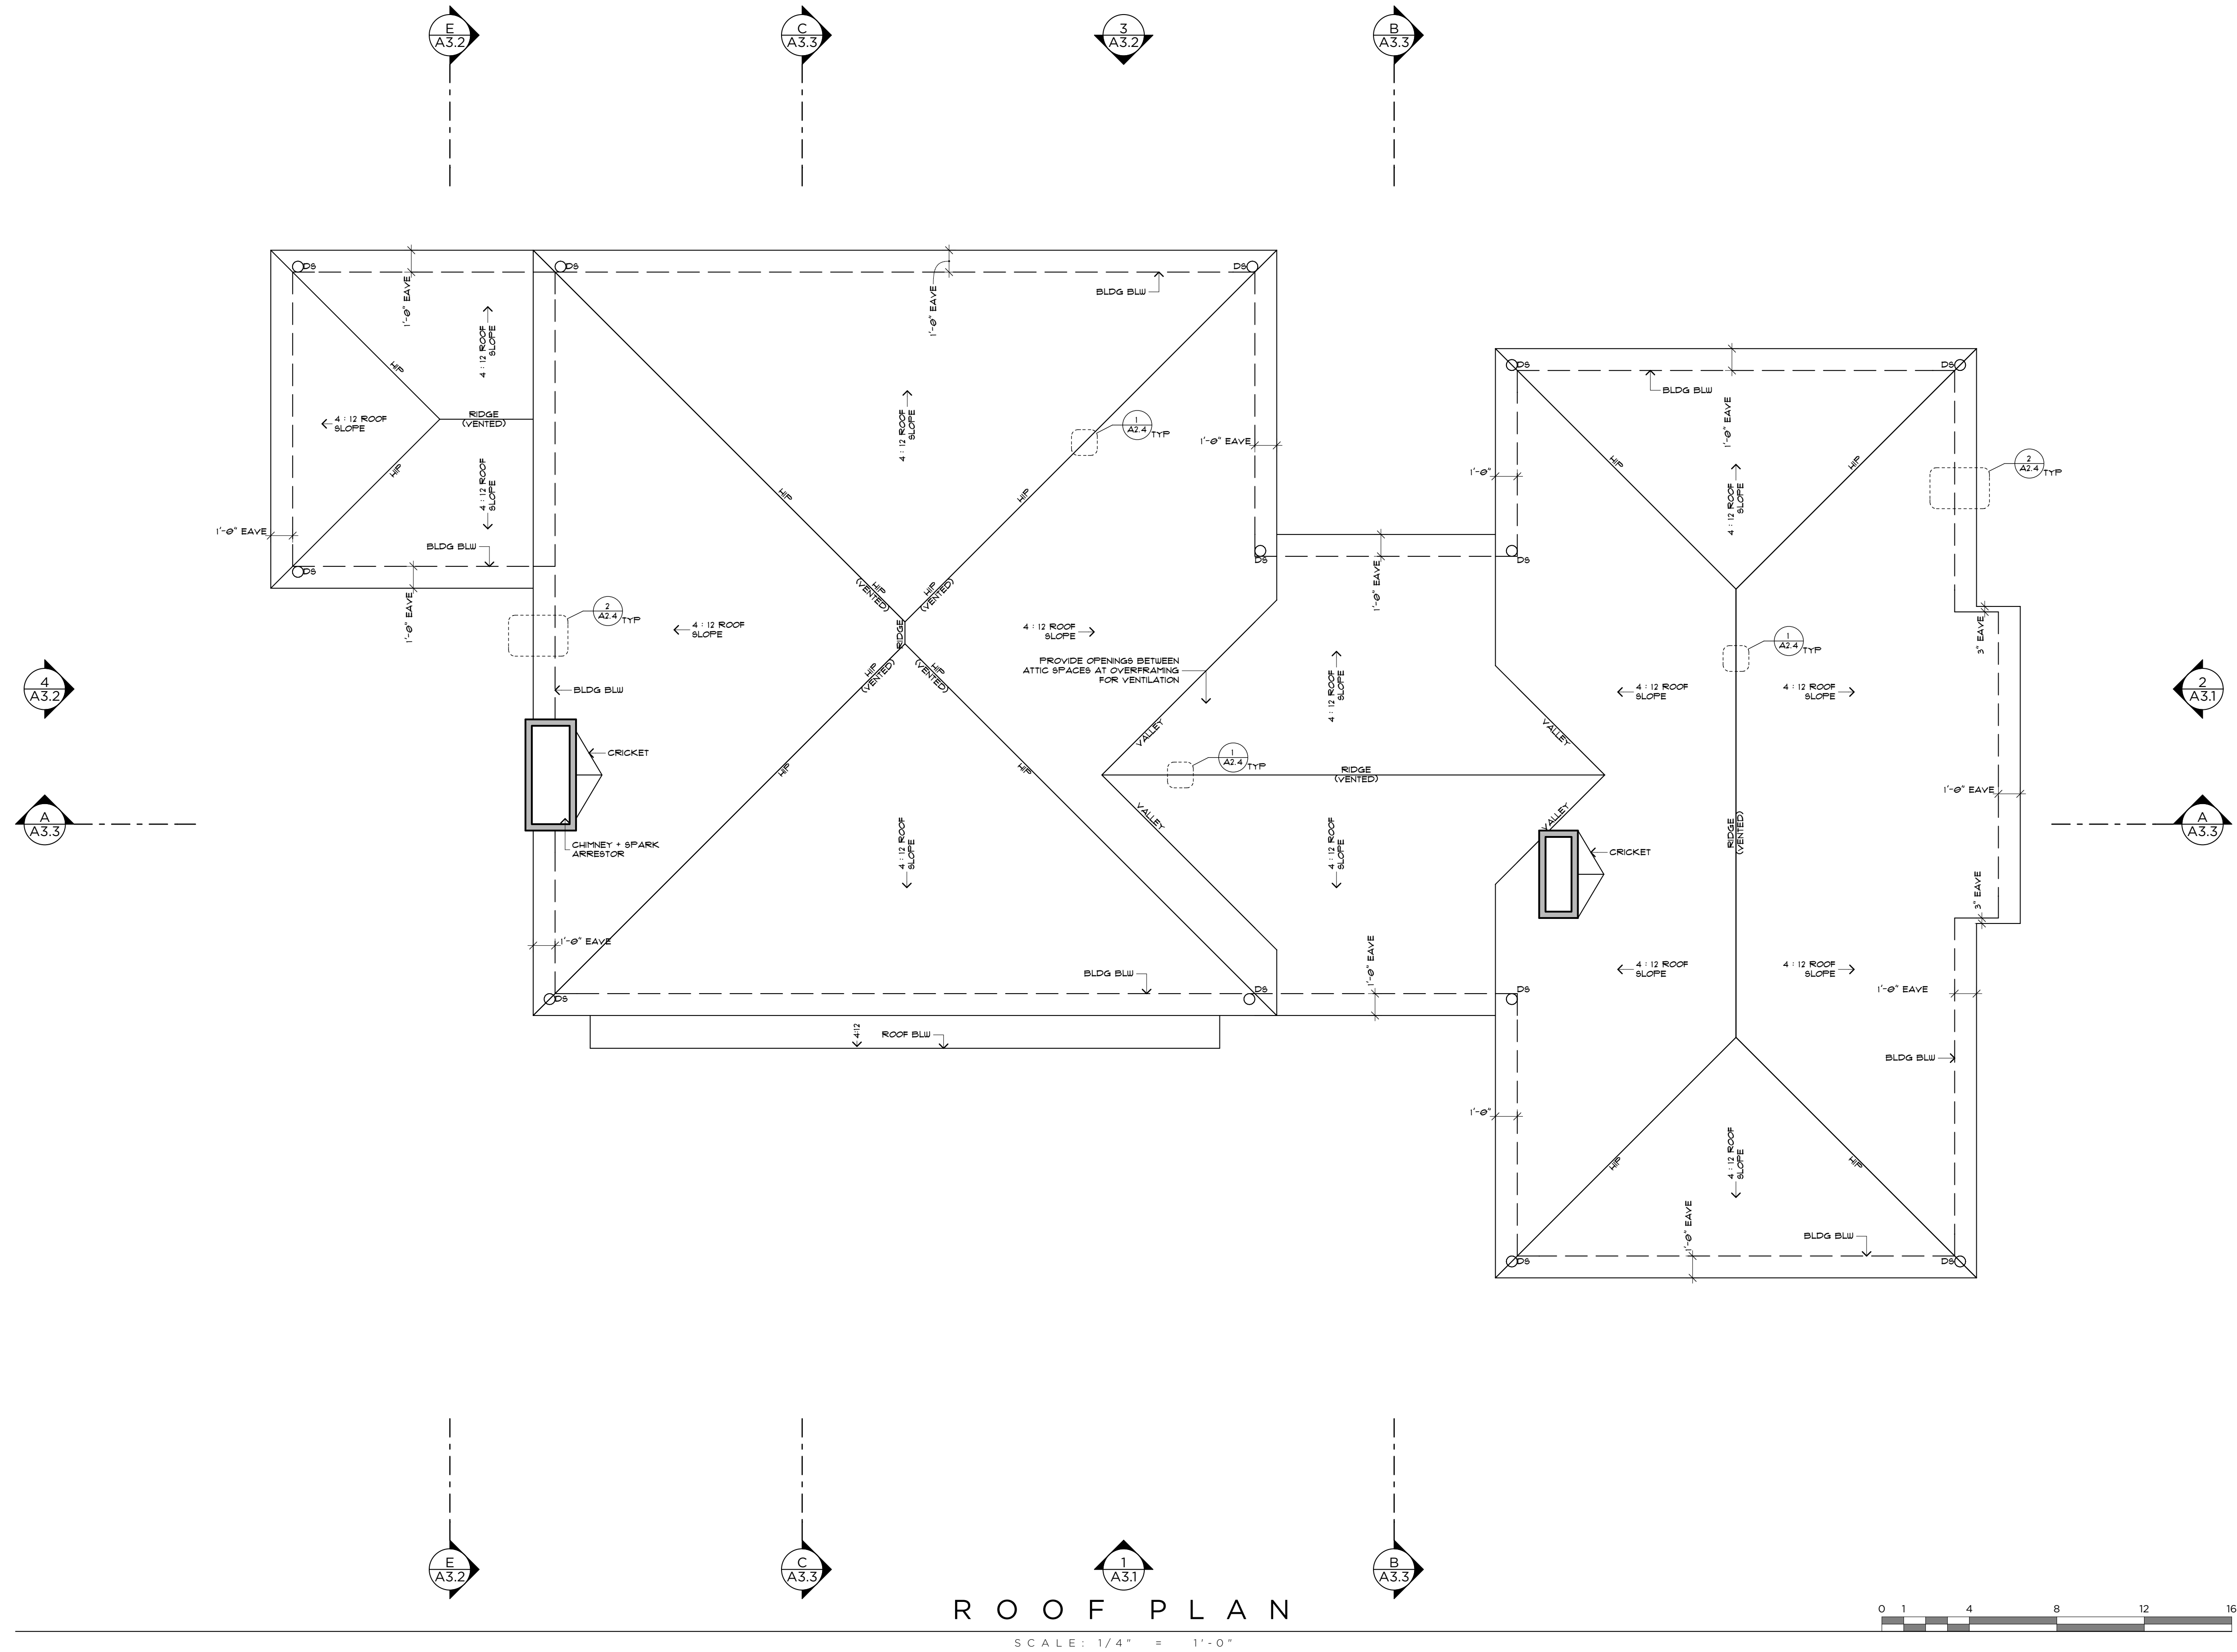 E
A3.2
C
A3.3
3
A3.2
B
A3.3
DS
DS
DS
1'-0" EAVE
1'-0" EAVE
BLDG BLW
4 : 12 ROOF
SLOPE
DS
DS
HIP
BLDG BLW
1'-0" EAVE
4 : 12 ROOF
SLOPE
RIDGE
(VENTED)
4 : 12 ROOF
SLOPE
1
A2.4
TYP
1'-0" EAVE
HIP
4 : 12 ROOF
SLOPE
HIP
HIP
1'-0"
HIP
HIP
4 : 12 ROOF
SLOPE
2
A2.4
TYP
1'-0" EAVE
BLDG BLW
DS
1'-0" EAVE
DS
DS
DS
1'-0" EAVE
2
A2.4
TYP
HIP
(VENTED)
HIP
(VENTED)
4 : 12 ROOF
SLOPE
RIDGE
4 : 12 ROOF
SLOPE
3" EAVE
1
A2.4
TYP
PROVIDE OPENINGS BETWEEN
ATTIC SPACES AT OVERFRAMING
FOR VENTILATION
HIP
(VENTED)
HIP
(VENTED)
4
A3.2
BLDG BLW
4 : 12 ROOF
SLOPE
4 : 12 ROOF
SLOPE
4 : 12 ROOF
SLOPE
2
A3.1
VALLEY
VALLEY
CRICKET
HIP
HIP
1
A2.4
TYP
RIDGE
(VENTED)
1'-0" EAVE
VALLEY
VALLEY
A
A3.3
CHIMNEY + SPARK
ARRESTOR
4 : 12 ROOF
SLOPE
4 : 12 ROOF
SLOPE
CRICKET
RIDGE
(VENTED)
A
A3.3
3" EAVE
1'-0" EAVE
BLDG BLW
1'-0" EAVE
4 : 12 ROOF
SLOPE
4 : 12 ROOF
SLOPE
DS
DS
DS
1'-0" EAVE
4:12
ROOF BLW
BLDG BLW
1'-0"
HIP
4 : 12 ROOF
SLOPE
HIP
1'-0" EAVE
BLDG BLW
DS
DS
E
A3.2
C
A3.3
1
A3.1
B
A3.3
ROOF PLAN
0 1 4 8 12 16
SCALE: 1/4" = 1'-0"